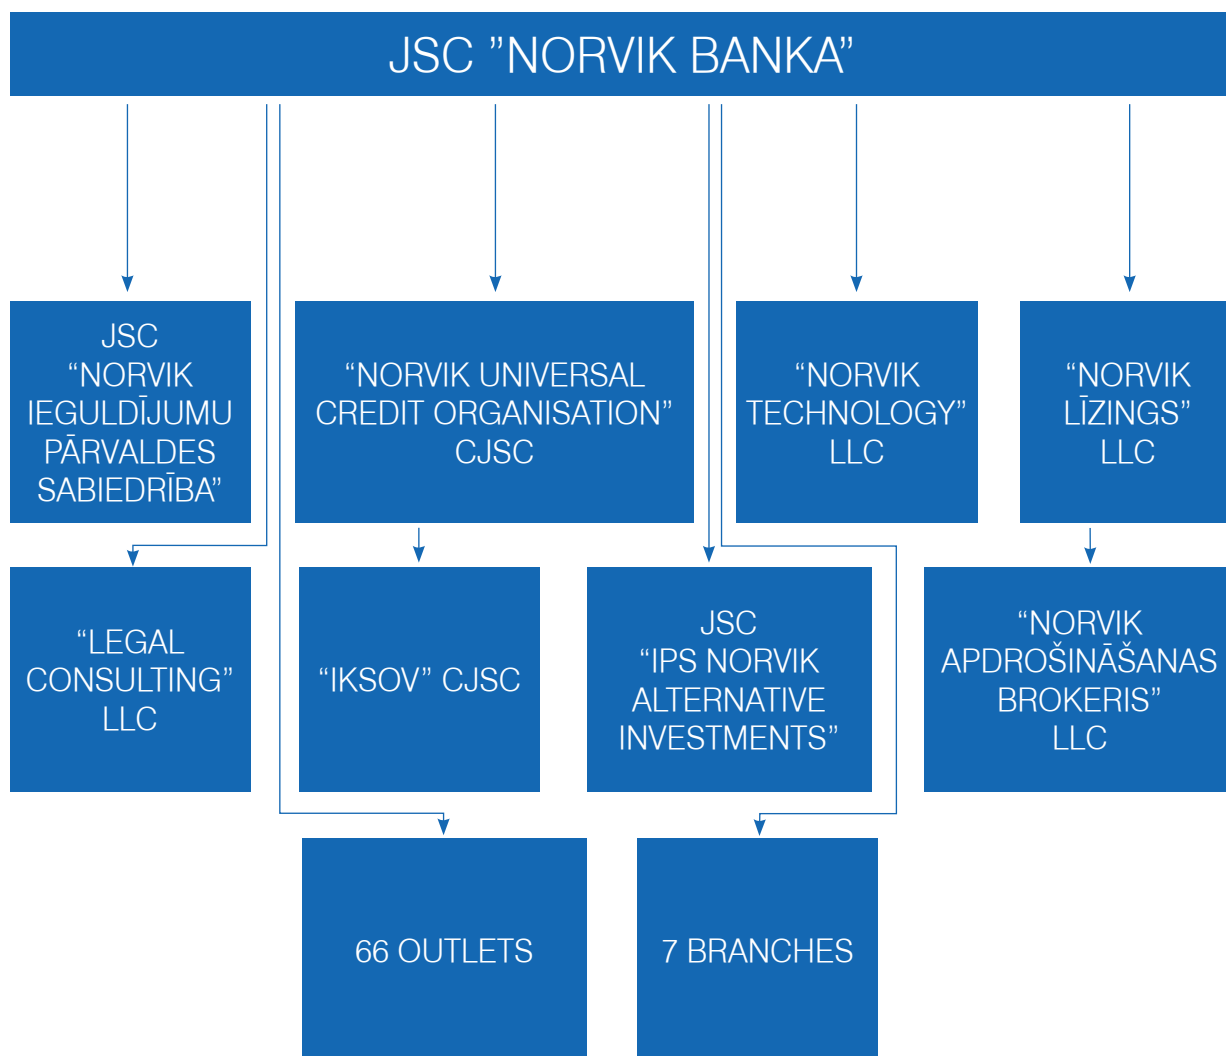 JSC ”NORVIK BANKA”
JSC
“NORVIK
IEGULDĪJUMU
PĀRVALDES
SABIEDRĪBA”
“NORVIK UNIVERSAL
CREDIT ORGANISATION”
CJSC
“NORVIK
TECHNOLOGY”
LLC
“NORVIK
LĪZINGS”
LLC
“LEGAL
CONSULTING”
LLC
“IKSOV” CJSC
JSC
“IPS NORVIK
ALTERNATIVE
INVESTMENTS”
“NORVIK
APDROŠINĀŠANAS
BROKERIS”
LLC
66 OUTLETS
7 BRANCHES